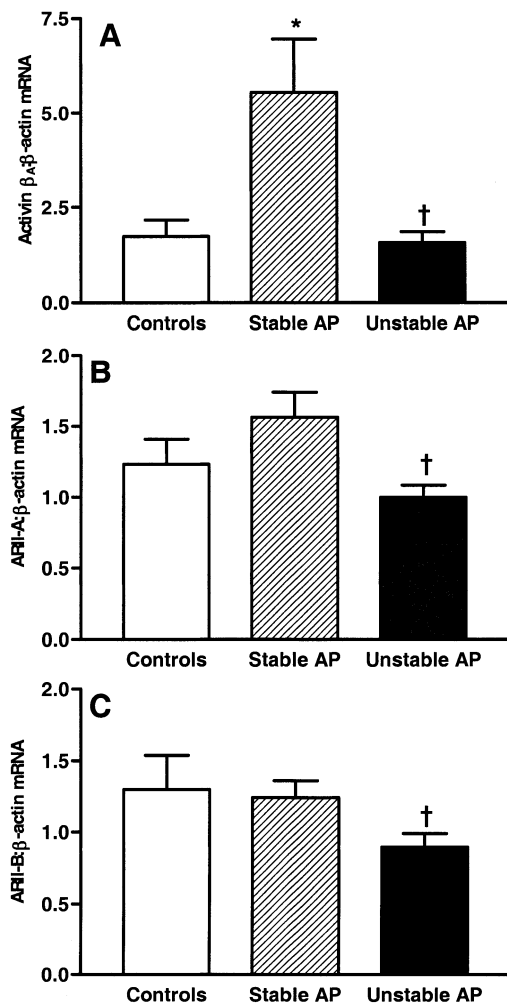 A
Activin βA:β-actin mRNA
7.5
5.0
2.5
0.0
*
†
Controls Stable AP Unstable AP
B
ARII-A:β-actin mRNA
2.0
1.5
1.0
0.5
0.0
†
Controls Stable AP Unstable AP
C
ARII-B:β-actin mRNA
2.0
1.5
1.0
0.5
0.0
†
Controls Stable AP Unstable AP